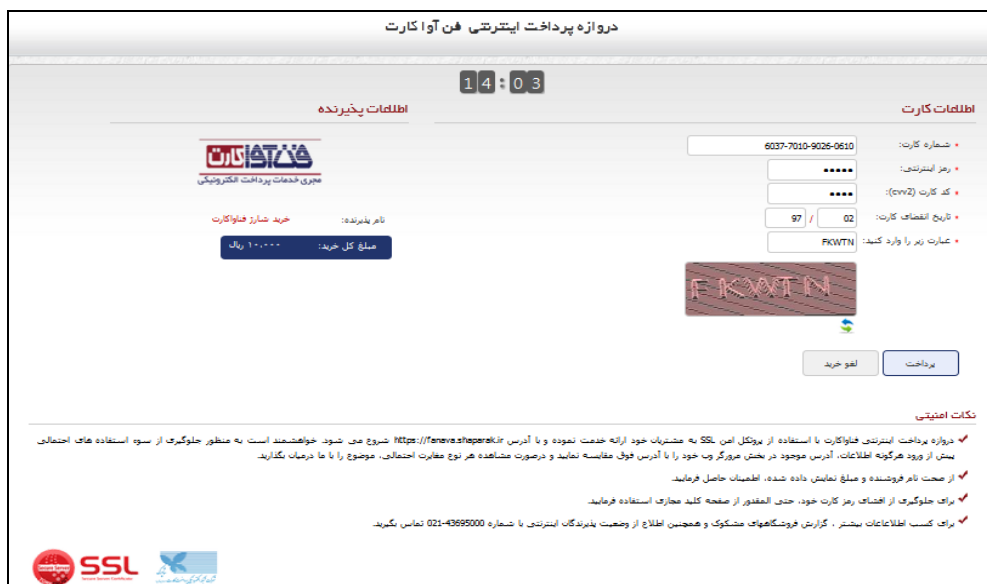 دروازه پرداخت اینترنتی فن آوا کارت
14:03
اطلاعات کارت
شماره کارت: 6037-7010-9026-0610
رمز اینترنتی: •••••
کد کارت (cvv2): ••••
تاریخ انقضای کارت: 02 / 97
عبارت زیر را وارد کنید: FKWTN
FKWTN
پرداخت
لغو خرید
اطلاعات پذیرنده
فن آوا کارت
مجری خدمات پرداخت الکترونیکی
نام پذیرنده: خرید شارژ فناواکارت
مبلغ کل خرید: ۱۰,۰۰۰ ریال
نکات امنیتی
دروازه پرداخت اینترنتی فناواکارت با استفاده از پروتکل امن SSL به مشتریان خود ارائه خدمت نموده و با آدرس https://fanava.shaparak.ir شروع می شود. خواهشمند است به منظور جلوگیری از سوء استفاده های احتمالی
پیش از ورود هرگونه اطلاعات، آدرس موجود در بخش مرورگر وب خود را با آدرس فوق مقایسه نمایید و درصورت مشاهده هر نوع مغایرت احتمالی، موضوع را با ما درمیان بگذارید.
از صحت نام فروشنده و مبلغ نمایش داده شده، اطمینان حاصل فرمایید.
برای جلوگیری از افشای رمز کارت خود، حتی المقدور از صفحه کلید مجازی استفاده فرمایید.
برای کسب اطلاعاعات بیشتر ، گزارش فروشگاههای مشکوک و همچنین اطلاع از وضعیت پذیرندگان اینترنتی با شماره 43695000-021 تماس بگیرید.
SSL
Secure Server Certificate